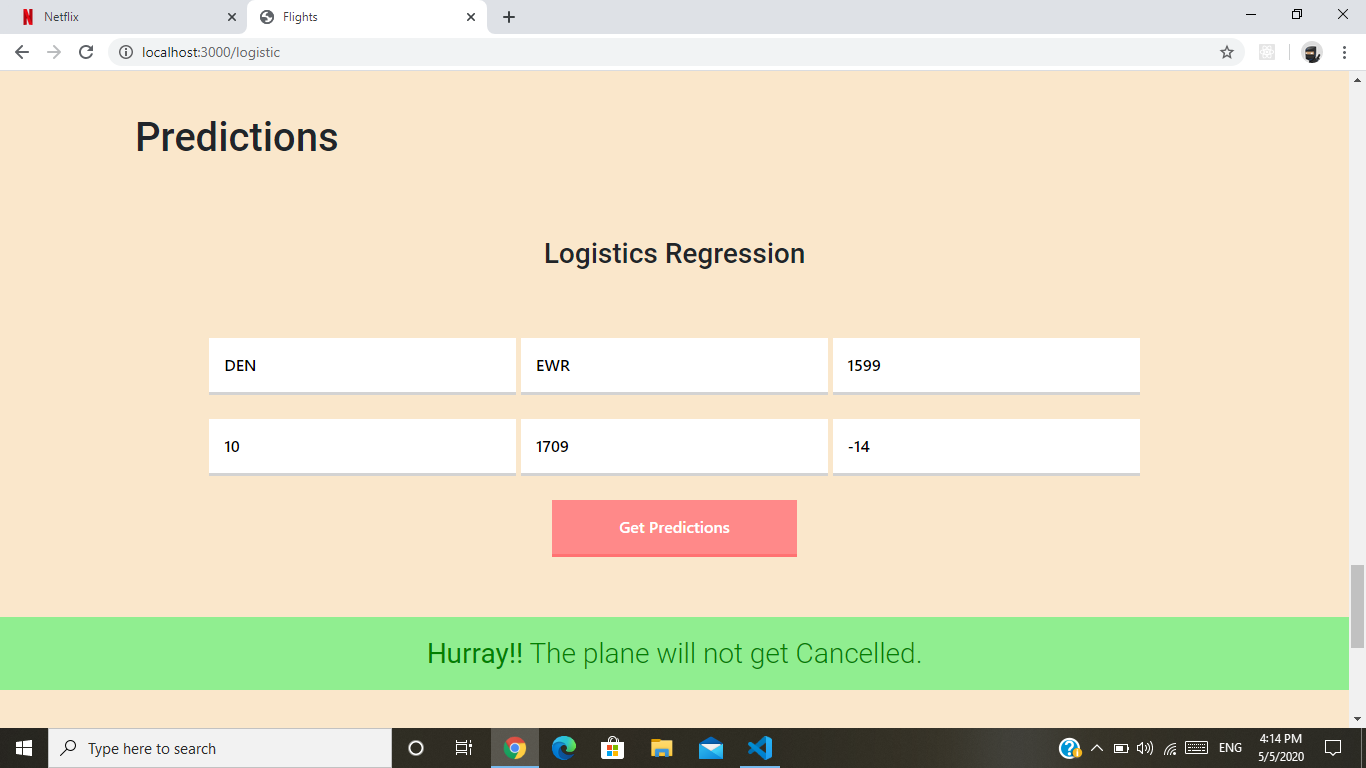 Netflix
Flights
localhost:3000/logistic
Predictions
Logistics Regression
DEN EWR 1599
10 1709 -14
Get Predictions
Hurray!! The plane will not get Cancelled.
Type here to search
ENG
4:14 PM
5/5/2020